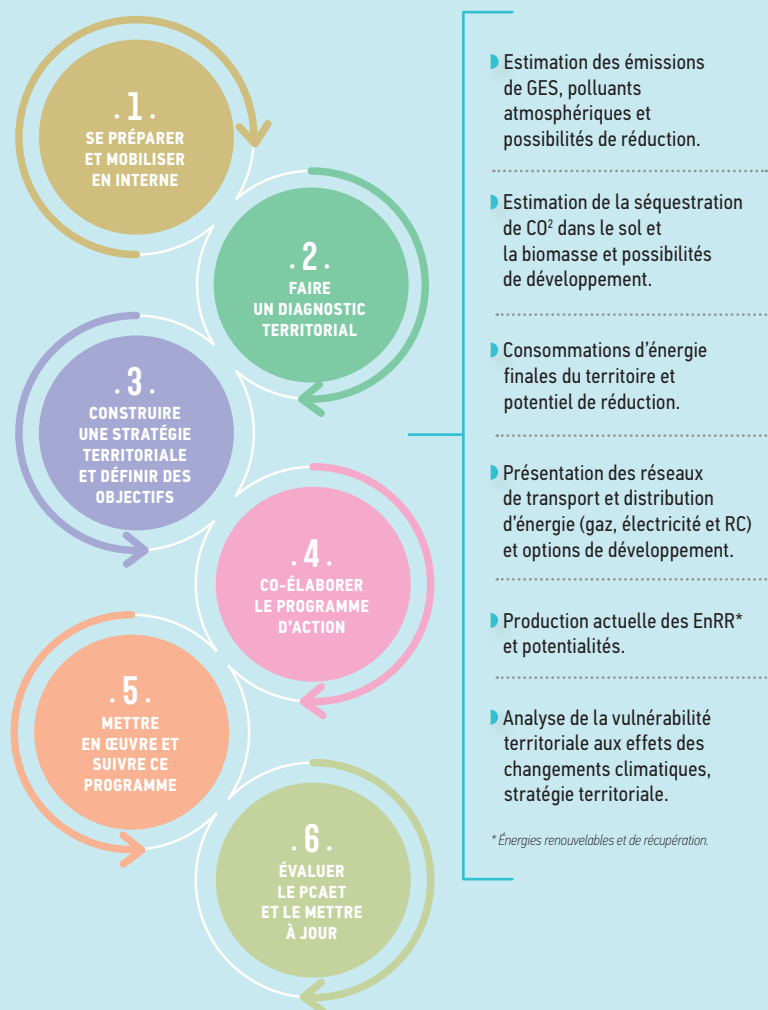 . 1 .
SE PRÉPARER
ET MOBILISER
EN INTERNE
. 2 .
FAIRE
UN DIAGNOSTIC
TERRITORIAL
. 3 .
CONSTRUIRE
UNE STRATÉGIE
TERRITORIALE
ET DÉFINIR DES
OBJECTIFS
. 4 .
CO-ÉLABORER
LE PROGRAMME
D’ACTION
. 5 .
METTRE
EN ŒUVRE ET
SUIVRE CE
PROGRAMME
. 6 .
ÉVALUER
LE PCAET
ET LE METTRE
À JOUR
Estimation des émissions
de GES, polluants
atmosphériques et
possibilités de réduction.
Estimation de la séquestration
de CO² dans le sol et
la biomasse et possibilités
de développement.
Consommations d’énergie
finales du territoire et
potentiel de réduction.
Présentation des réseaux
de transport et distribution
d’énergie (gaz, électricité et RC)
et options de développement.
Production actuelle des EnRR*
et potentialités.
Analyse de la vulnérabilité
territoriale aux effets des
changements climatiques,
stratégie territoriale.
* Énergies renouvelables et de récupération.